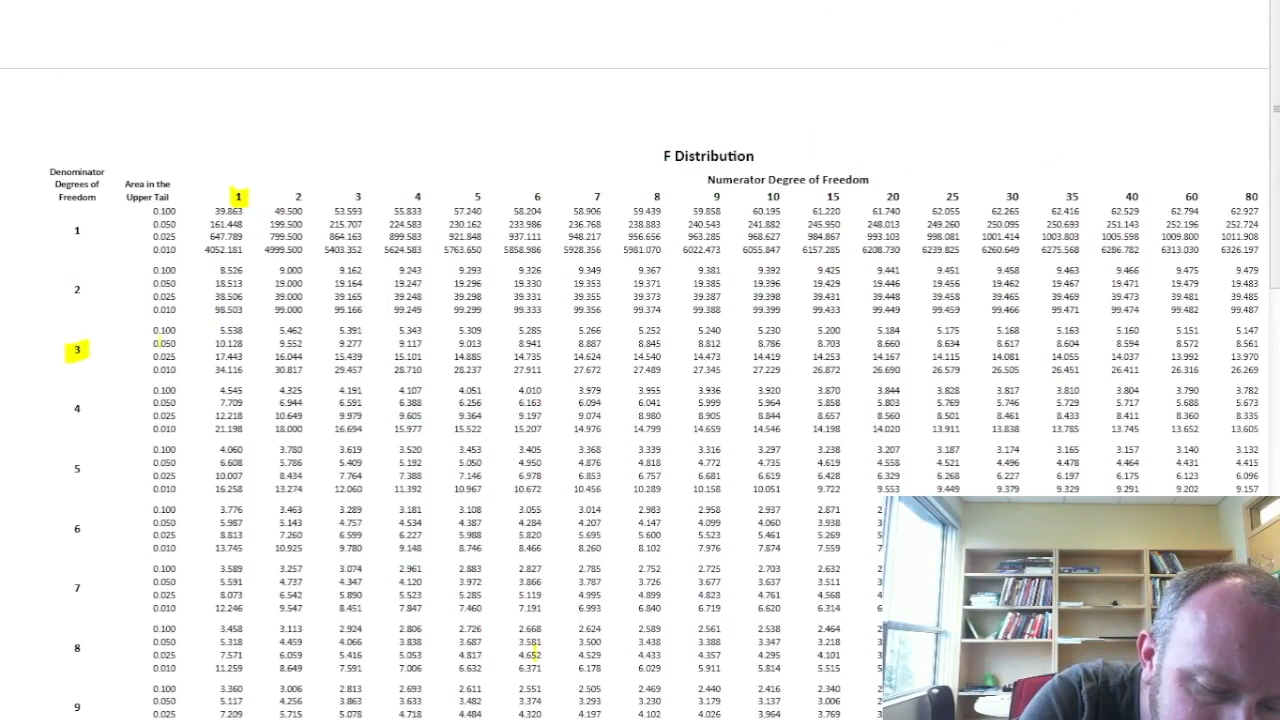 F Distribution
Denominator
Degrees of Area in the Numerator Degree of Freedom
Freedom Upper Tail 1 2 3 4 5 6 7 8 9 10 15 20 25 30 35 40 60 80
0.100 39.863 49.500 53.593 55.833 57.240 58.204 58.906 59.439 59.858 60.195 61.220 61.740 62.055 62.265 62.416 62.529 62.794 62.927
1 0.050 161.448 199.500 215.707 224.583 230.162 233.986 236.768 238.883 240.543 241.882 245.950 248.013 249.260 250.095 250.693 251.143 252.196 252.724
0.025 647.789 799.500 864.163 899.583 921.848 937.111 948.217 956.656 963.285 968.627 984.867 993.103 998.081 1001.414 1003.803 1005.598 1009.800 1011.908
0.010 4052.181 4999.500 5403.352 5624.583 5763.650 5858.986 5928.356 5981.070 6022.473 6055.847 6157.285 6208.730 6239.825 6260.649 6275.568 6286.782 6313.030 6326.197
0.100 8.526 9.000 9.162 9.243 9.293 9.326 9.349 9.367 9.381 9.392 9.425 9.441 9.451 9.458 9.463 9.466 9.475 9.479
2 0.050 18.513 19.000 19.164 19.247 19.296 19.330 19.353 19.371 19.385 19.396 19.429 19.446 19.456 19.462 19.467 19.471 19.479 19.483
0.025 38.506 39.000 39.165 39.248 39.298 39.331 39.355 39.373 39.387 39.398 39.431 39.448 39.458 39.465 39.469 39.473 39.481 39.485
0.010 98.503 99.000 99.166 99.249 99.299 99.333 99.356 99.374 99.388 99.399 99.433 99.449 99.459 99.466 99.471 99.474 99.482 99.487
0.100 5.538 5.462 5.391 5.343 5.309 5.285 5.266 5.252 5.240 5.230 5.200 5.184 5.175 5.168 5.163 5.160 5.151 5.147
3 0.050 10.128 9.552 9.277 9.117 9.013 8.941 8.887 8.845 8.812 8.786 8.703 8.660 8.634 8.617 8.604 8.594 8.572 8.561
0.025 17.443 16.044 15.439 15.101 14.885 14.735 14.624 14.540 14.473 14.419 14.253 14.167 14.115 14.081 14.055 14.037 13.992 13.970
0.010 34.116 30.817 29.457 28.710 28.237 27.911 27.672 27.489 27.345 27.229 26.872 26.690 26.579 26.505 26.451 26.411 26.316 26.269
0.100 4.545 4.325 4.191 4.107 4.051 4.010 3.979 3.955 3.936 3.920 3.870 3.844 3.828 3.817 3.810 3.804 3.790 3.782
4 0.050 7.709 6.944 6.591 6.388 6.256 6.163 6.094 6.041 5.999 5.964 5.858 5.803 5.769 5.746 5.729 5.717 5.688 5.673
0.025 12.218 10.649 9.979 9.605 9.364 9.197 9.074 8.980 8.905 8.844 8.657 8.560 8.501 8.461 8.433 8.411 8.360 8.335
0.010 21.198 18.000 16.694 15.977 15.522 15.207 14.976 14.799 14.659 14.546 14.198 14.020 13.911 13.838 13.785 13.745 13.652 13.605
0.100 4.060 3.780 3.619 3.520 3.453 3.405 3.368 3.339 3.316 3.297 3.238 3.207 3.187 3.174 3.165 3.157 3.140 3.132
5 0.050 6.608 5.786 5.409 5.192 5.050 4.950 4.876 4.818 4.772 4.735 4.619 4.558 4.521 4.496 4.478 4.464 4.431 4.415
0.025 10.007 8.434 7.764 7.388 7.146 6.978 6.853 6.757 6.681 6.619 6.428 6.329 6.268 6.227 6.197 6.175 6.123 6.096
0.010 16.258 13.274 12.060 11.392 10.967 10.672 10.456 10.289 10.158 10.051 9.722 9.553 9.449 9.379 9.329 9.291 9.202 9.157
0.100 3.776 3.463 3.289 3.181 3.108 3.055 3.014 2.983 2.958 2.937 2.871
6 0.050 5.987 5.143 4.757 4.534 4.387 4.284 4.207 4.147 4.099 4.060 3.938
0.025 8.813 7.260 6.599 6.227 5.988 5.820 5.695 5.600 5.523 5.461 5.269
0.010 13.745 10.925 9.780 9.148 8.746 8.466 8.260 8.102 7.976 7.874 7.559
0.100 3.589 3.257 3.074 2.961 2.883 2.827 2.785 2.752 2.725 2.703 2.632
7 0.050 5.591 4.737 4.347 4.120 3.972 3.866 3.787 3.726 3.677 3.637 3.511
0.025 8.073 6.542 5.890 5.523 5.285 5.119 4.995 4.899 4.823 4.761 4.568
0.010 12.246 9.547 8.451 7.847 7.460 7.191 6.993 6.840 6.719 6.620 6.314
0.100 3.458 3.113 2.924 2.806 2.726 2.668 2.624 2.589 2.561 2.538 2.464
8 0.050 5.318 4.459 4.066 3.838 3.687 3.581 3.500 3.438 3.388 3.347 3.218
0.025 7.571 6.059 5.416 5.053 4.817 4.652 4.529 4.433 4.357 4.295 4.101
0.010 11.259 8.649 7.591 7.006 6.632 6.371 6.178 6.029 5.911 5.814 5.515
0.100 3.360 3.006 2.813 2.693 2.611 2.551 2.505 2.469 2.440 2.416 2.340
9 0.050 5.117 4.256 3.863 3.633 3.482 3.374 3.293 3.230 3.179 3.137 3.006
0.025 7.209 5.715 5.078 4.718 4.484 4.320 4.197 4.102 4.026 3.964 3.769